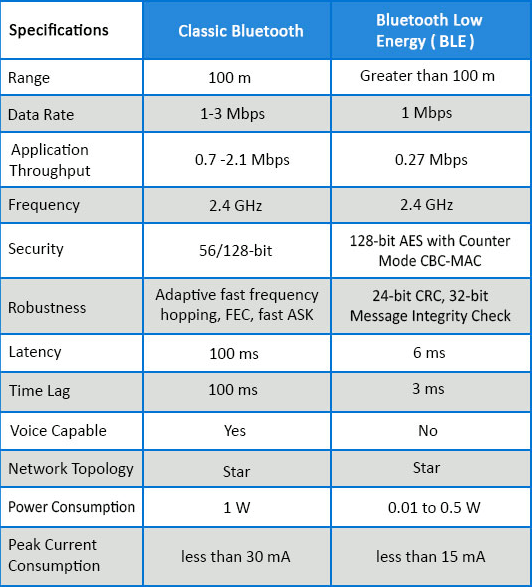 Specifications Classic Bluetooth Bluetooth Low
Energy ( BLE )
Range 100 m Greater than 100 m
Data Rate 1-3 Mbps 1 Mbps
Application
Throughput 0.7 -2.1 Mbps 0.27 Mbps
Frequency 2.4 GHz 2.4 GHz
Security 56/128-bit 128-bit AES with Counter
Mode CBC-MAC
Robustness Adaptive fast frequency
hopping, FEC, fast ASK 24-bit CRC, 32-bit
Message Integrity Check
Latency 100 ms 6 ms
Time Lag 100 ms 3 ms
Voice Capable Yes No
Network Topology Star Star
Power Consumption 1 W 0.01 to 0.5 W
Peak Current
Consumption less than 30 mA less than 15 mA